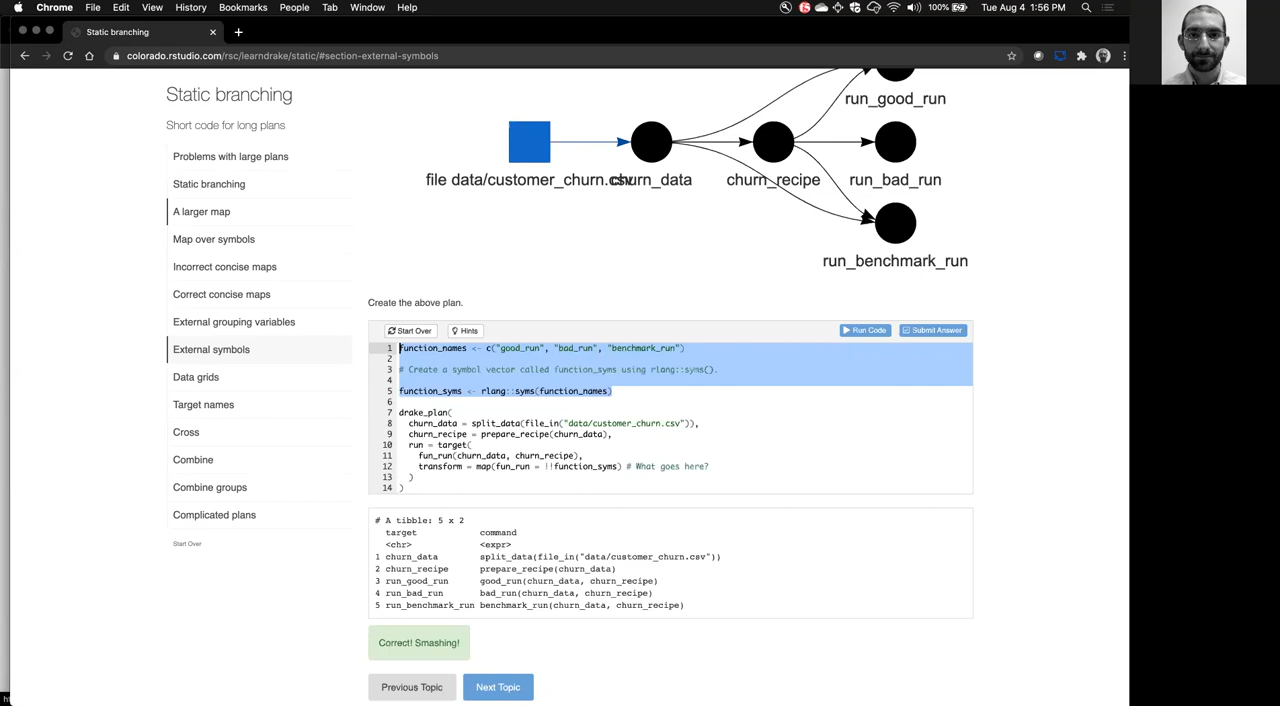 Chrome File Edit View History Bookmarks People Tab Window Help 100% Tue Aug 4 1:56 PM
Static branching
colorado.rstudio.com/rsc/learndrake/static/#section-external-symbols
Static branching
Short code for long plans
Problems with large plans
Static branching
A larger map
Map over symbols
Incorrect concise maps
Correct concise maps
External grouping variables
External symbols
Data grids
Target names
Cross
Combine
Combine groups
Complicated plans
Start Over
run_good_run
file data/customer_churn.csv churn_data churn_recipe run_bad_run
run_benchmark_run
Create the above plan.
Start Over Hints Run Code Submit Answer
1 function_names <- c("good_run", "bad_run", "benchmark_run")
2
3 # Create a symbol vector called function_syms using rlang::syms().
4
5 function_syms <- rlang::syms(function_names)
6
7 drake_plan(
8 churn_data = split_data(file_in("data/customer_churn.csv")),
9 churn_recipe = prepare_recipe(churn_data),
10 run = target(
11 fun_run(churn_data, churn_recipe),
12 transform = map(fun_run = !!function_syms) # What goes here?
13 )
14 )
# A tibble: 5 x 2
target command
<chr> <expr>
1 churn_data split_data(file_in("data/customer_churn.csv"))
2 churn_recipe prepare_recipe(churn_data)
3 run_good_run good_run(churn_data, churn_recipe)
4 run_bad_run bad_run(churn_data, churn_recipe)
5 run_benchmark_run benchmark_run(churn_data, churn_recipe)
Correct! Smashing!
Previous Topic Next Topic